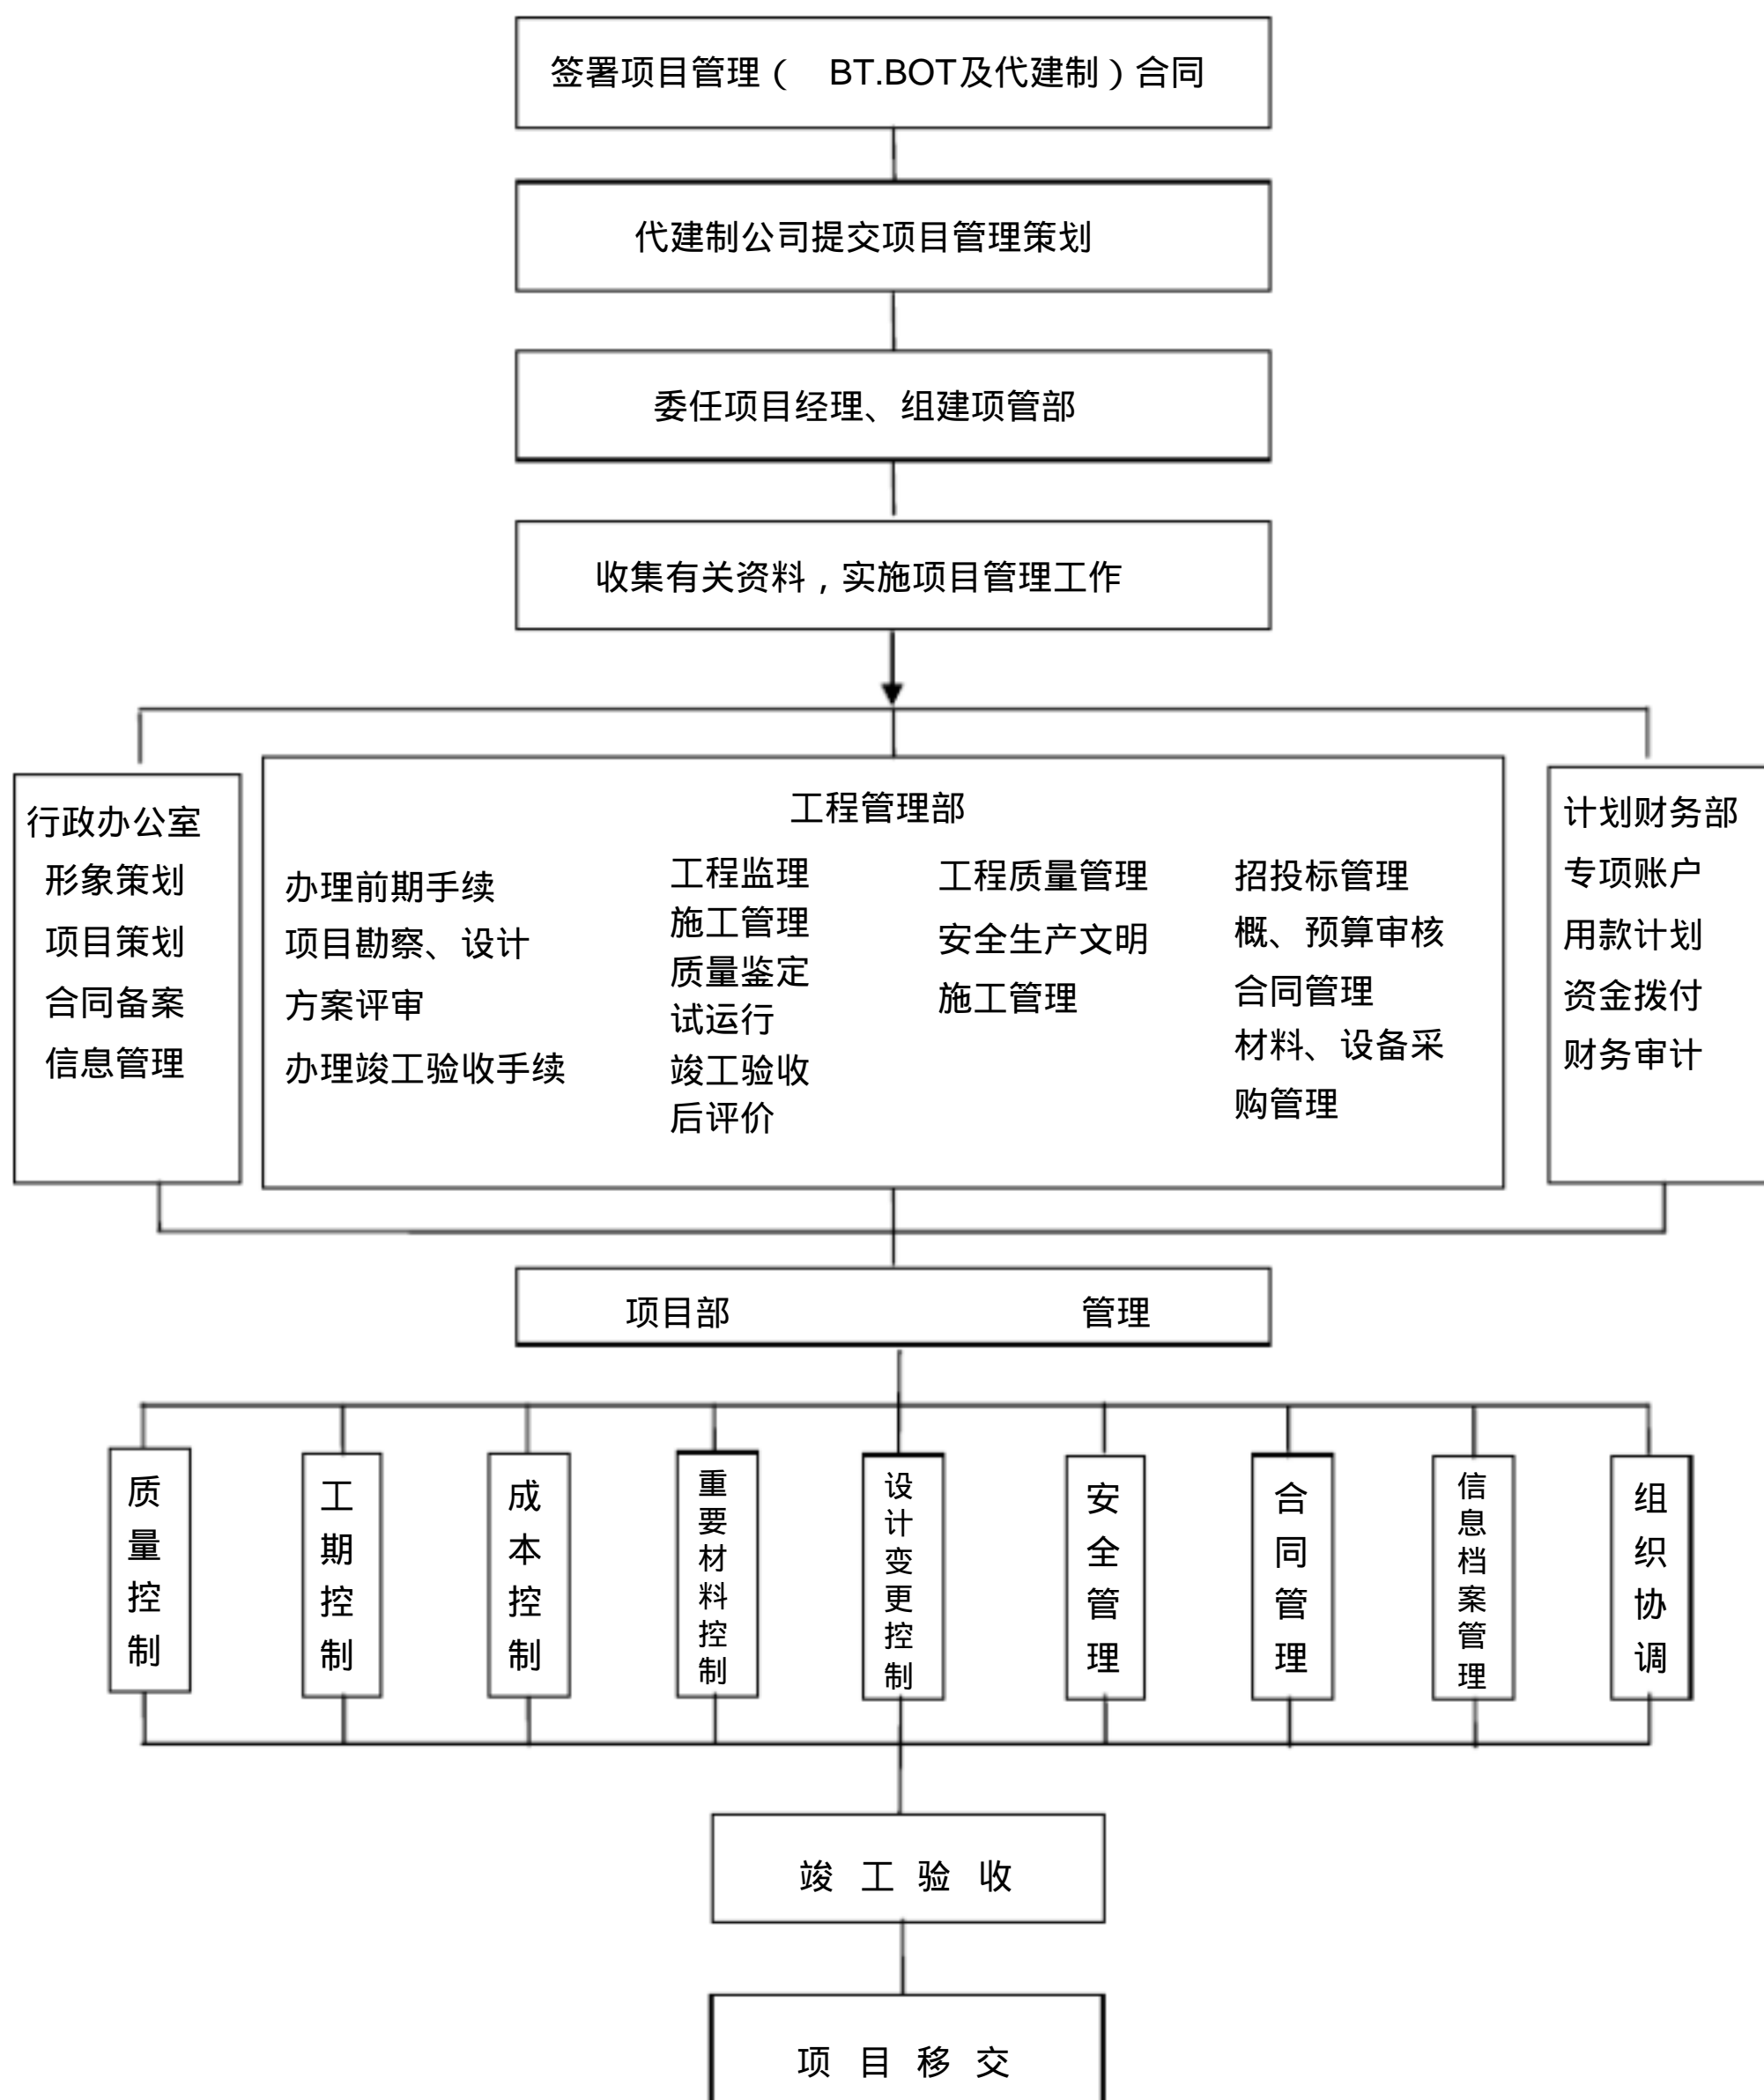 签署项目管理（ BT.BOT及代建制）合同
代建制公司提交项目管理策划
委任项目经理、组建项管部
收集有关资料，实施项目管理工作
行政办公室
形象策划
项目策划
合同备案
信息管理
工程管理部
办理前期手续
项目勘察、设计
方案评审
办理竣工验收手续
工程监理
施工管理
质量鉴定
试运行
竣工验收
后评价
工程质量管理
安全生产文明
施工管理
招投标管理
概、预算审核
合同管理
材料、设备采
购管理
计划财务部
专项账户
用款计划
资金拨付
财务审计
项目部 管理
质量控制
工期控制
成本控制
重要材料控制
设计变更控制
安全管理
合同管理
信息档案管理
组织协调
竣 工 验 收
项 目 移 交